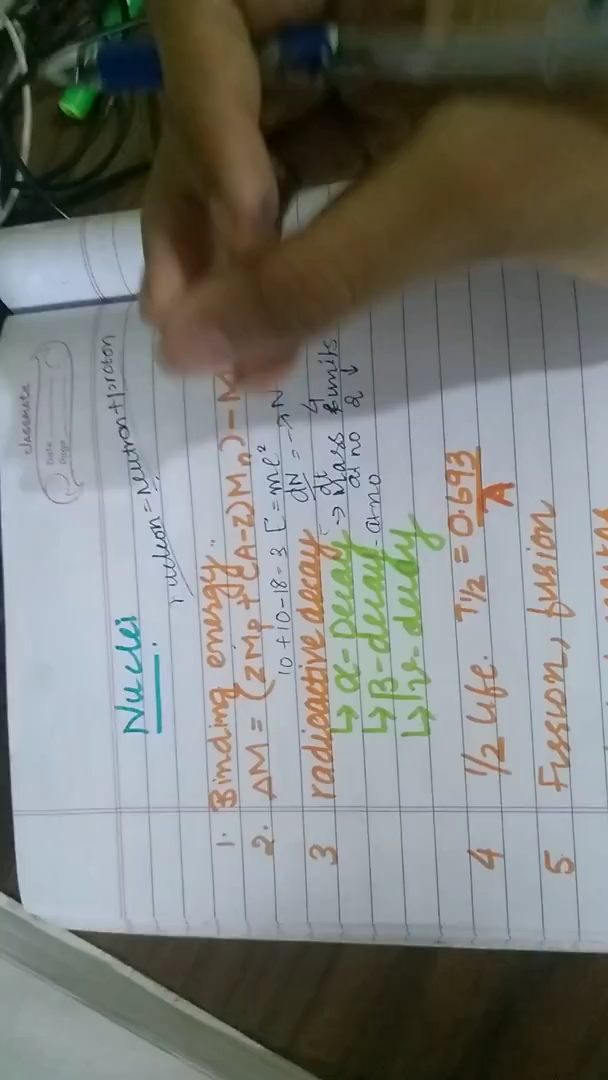 classmate
Date
Page
Nuclei
nucleon = neutron + proton
1. Binding energy
2. ΔM = (ZMp + (A-Z)Mn) - M
10+10-18=3 E = mc²
3 radioactive decay dN/dt = -> N
↳ α-Decay → Mass 4 units
at no 2 ↓
↳ β-decay - at no
↳ γ-decay
4 1/2 life. T1/2 = 0.693/λ
5. Fission, fusion